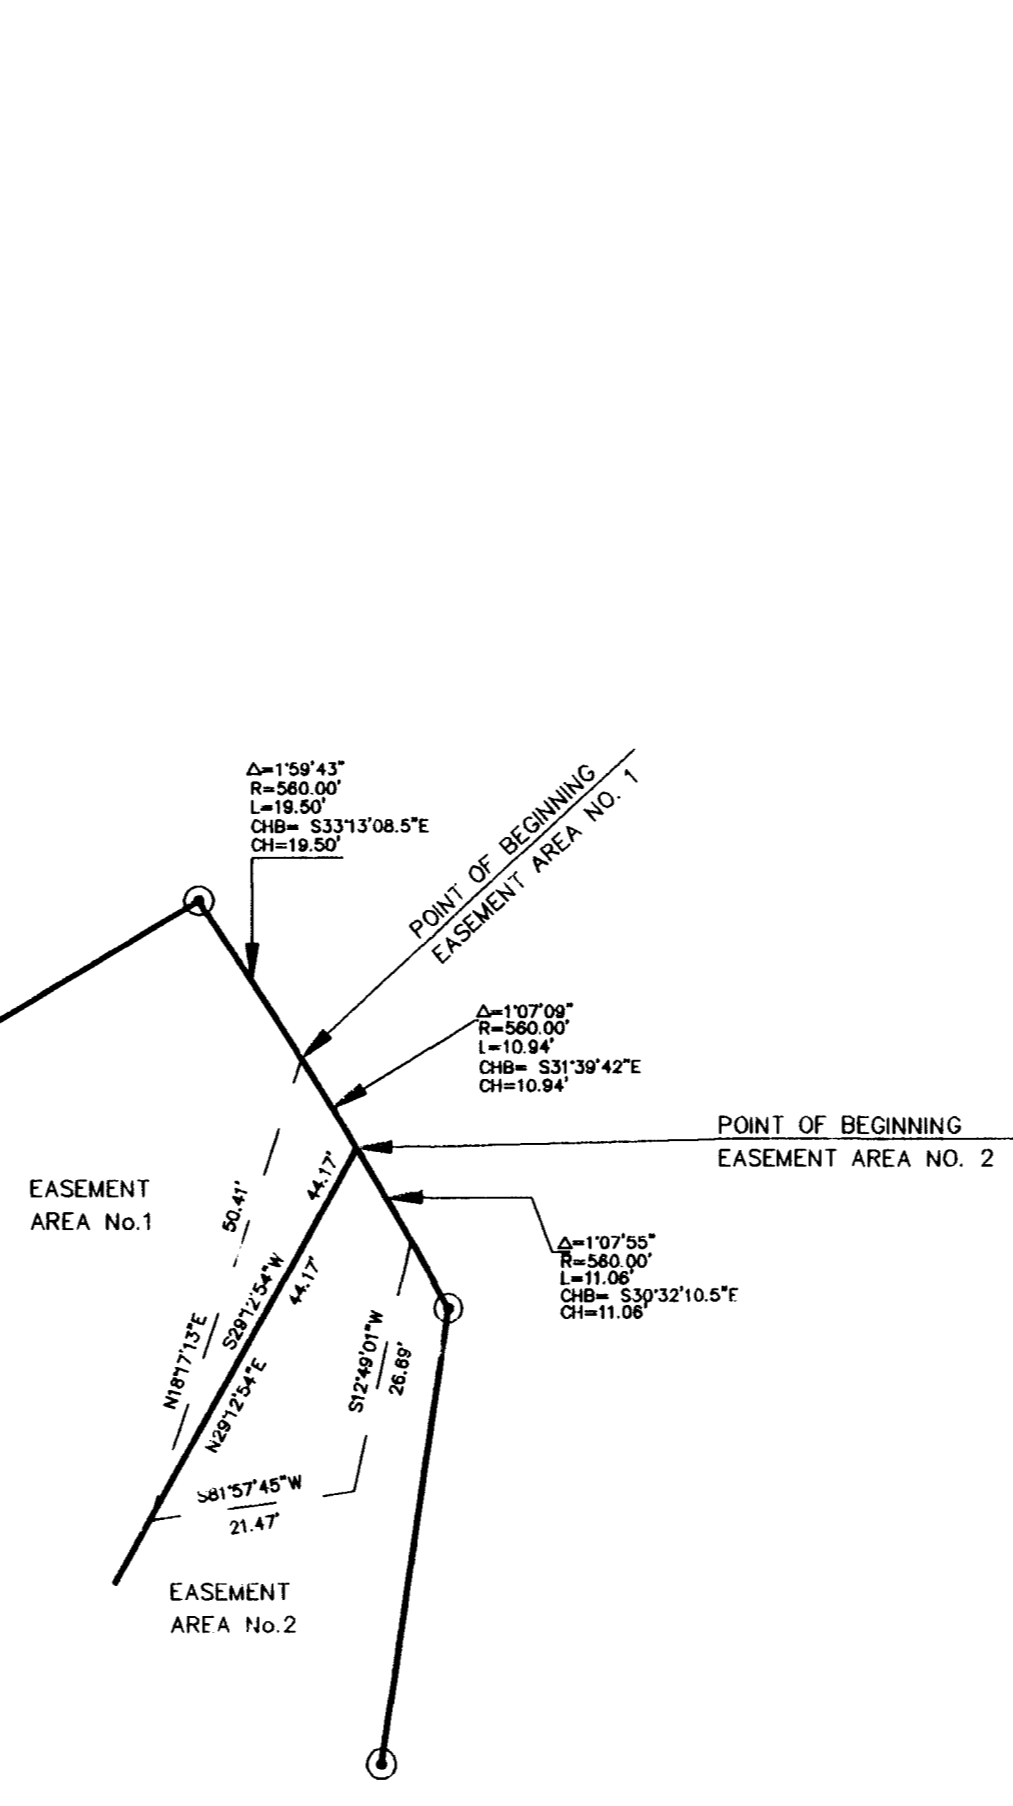 Δ=1°59'43"
R=560.00'
L=19.50'
CHB= S33°13'08.5"E
CH=19.50'
POINT OF BEGINNING
EASEMENT AREA NO. 1
Δ=1°07'09"
R=560.00'
L=10.94'
CHB= S31°39'42"E
CH=10.94'
POINT OF BEGINNING
EASEMENT AREA NO. 2
EASEMENT
AREA No.1
44.17'
50.41'
S29°12'54"W
44.17'
Δ=1°07'55"
R=560.00'
L=11.06'
CHB= S30°32'10.5"E
CH=11.06'
N18°17'13"E
N29°12'54"E
S12°49'01"W
26.69'
S81°57'45"W
21.47'
EASEMENT
AREA No.2